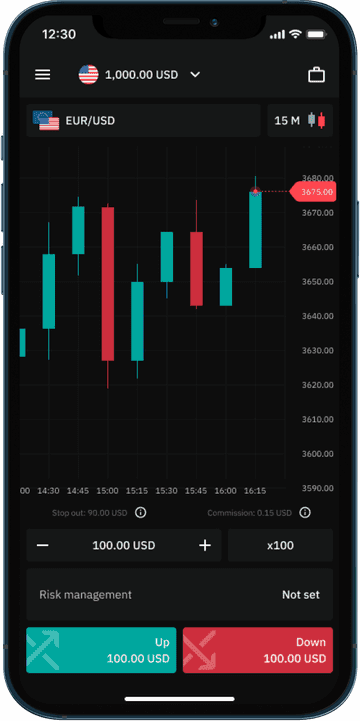 12:30
1,000.00 USD
EUR/USD
15 M
3680.00
3675.00
3670.00
3660.00
3650.00
3640.00
3630.00
3620.00
3610.00
3600.00
3590.00
00 14:30 14:45 15:00 15:15 15:30 15:45 16:00 16:15
Stop out: 90.00 USD
Commission: 0.15 USD
− 100.00 USD + x100
Risk management Not set
Up
100.00 USD
Down
100.00 USD